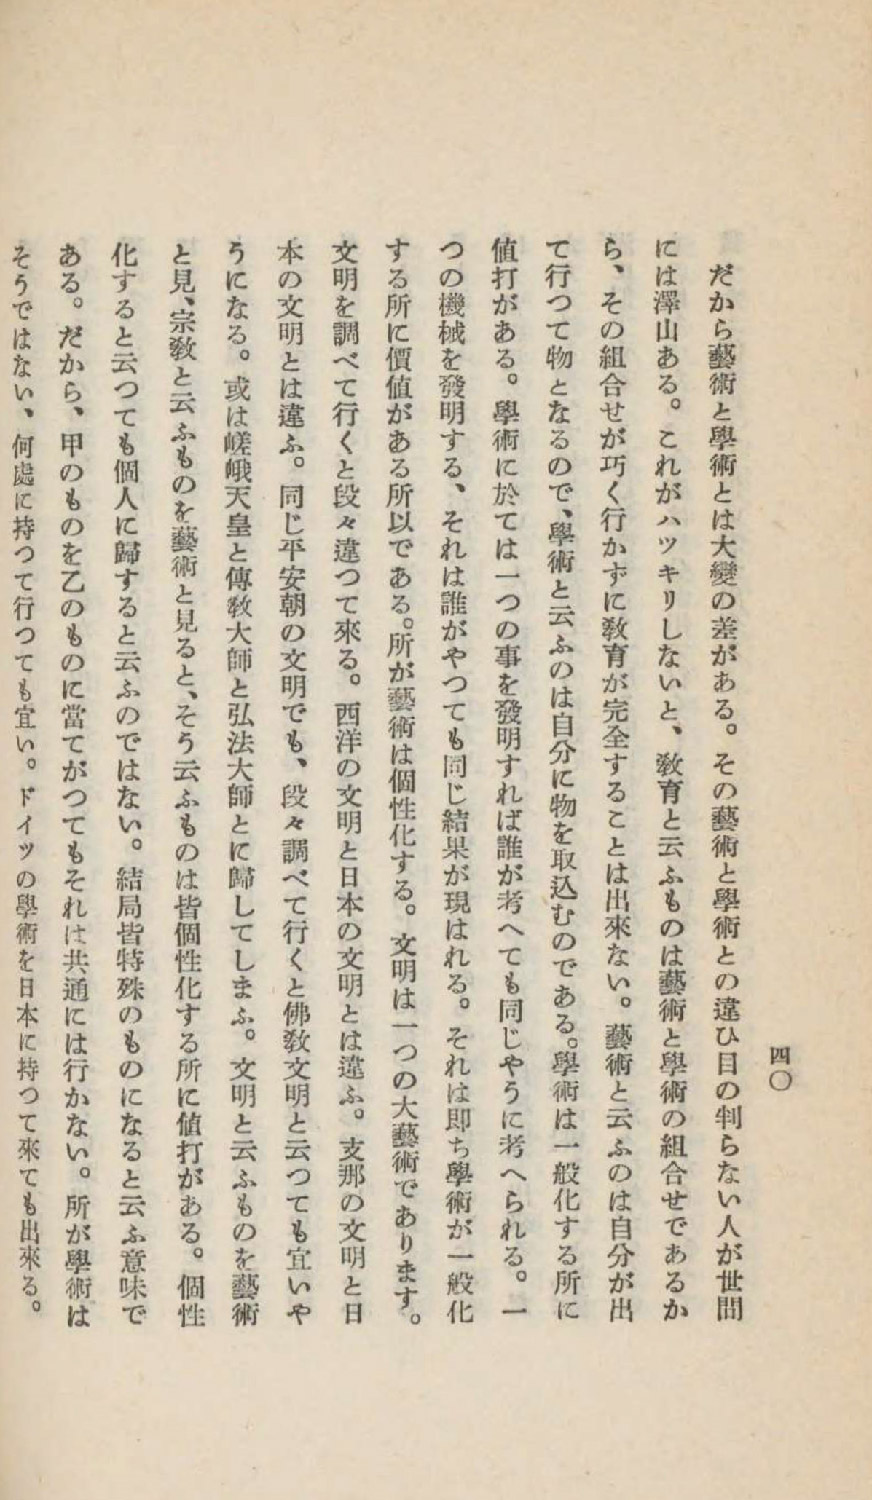 四〇
だから藝術と學術とは大變の差がある。その藝術と學術との違ひ目の判らない人が世間
には澤山ある。これがハツキリしないと、教育と云ふものは藝術と學術の組合せであるか
ら、その組合せが巧く行かずに教育が完全することは出來ない。藝術と云ふのは自分が出
て行つて物となるので、學術と云ふのは自分に物を取込むのである。學術は一般化する所に
値打がある。學術に於ては一つの事を發明すれば誰が考へても同じやうに考へられる。一
つの機械を發明する、それは誰がやつても同じ結果が現はれる。それは即ち學術が一般化
する所に價値がある所以である。所が藝術は個性化する。文明は一つの大藝術であります。
文明を調べて行くと段々違つて來る。西洋の文明と日本の文明とは違ふ。支那の文明と日
本の文明とは違ふ。同じ平安朝の文明でも、段々調べて行くと佛教文明と云つても宜いや
うになる。或は嵯峨天皇と傳教大師と弘法大師とに歸してしまふ。文明と云ふものを藝術
と見、宗教と云ふものを藝術と見ると、そう云ふものは皆個性化する所に値打がある。個性
化すると云つても個人に歸すると云ふのではない。結局皆特殊のものになると云ふ意味で
ある。だから、甲のものを乙のものに當てがつてもそれは共通には行かない。所が學術は
そうではない、何處に持つて行つても宜い。ドイツの學術を日本に持つて來ても出來る。